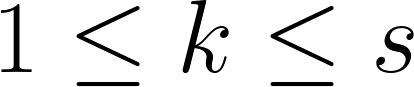 1 ≤ k ≤ s